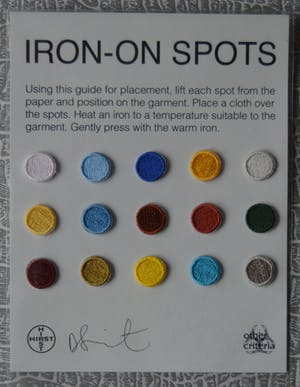 IRON-ON SPOTS
Using this guide for placement, lift each spot from the
paper and position on the garment. Place a cloth over
the spots. Heat an iron to a temperature suitable to the
garment. Gently press with the warm iron.
H
HIRST
S
T
other
criteria